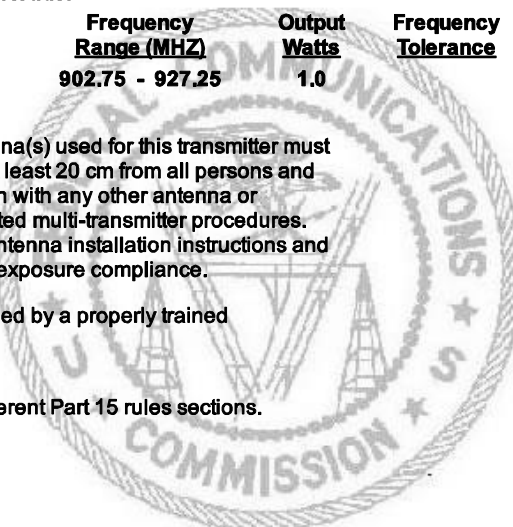 Frequency Output Frequency
Range (MHZ) Watts Tolerance
902.75 - 927.25 1.0
na(s) used for this transmitter must
least 20 cm from all persons and
n with any other antenna or
ted multi-transmitter procedures.
ntenna installation instructions and
exposure compliance.
ed by a properly trained
erent Part 15 rules sections.
FEDERAL COMMUNICATIONS
COMMISSION
U S